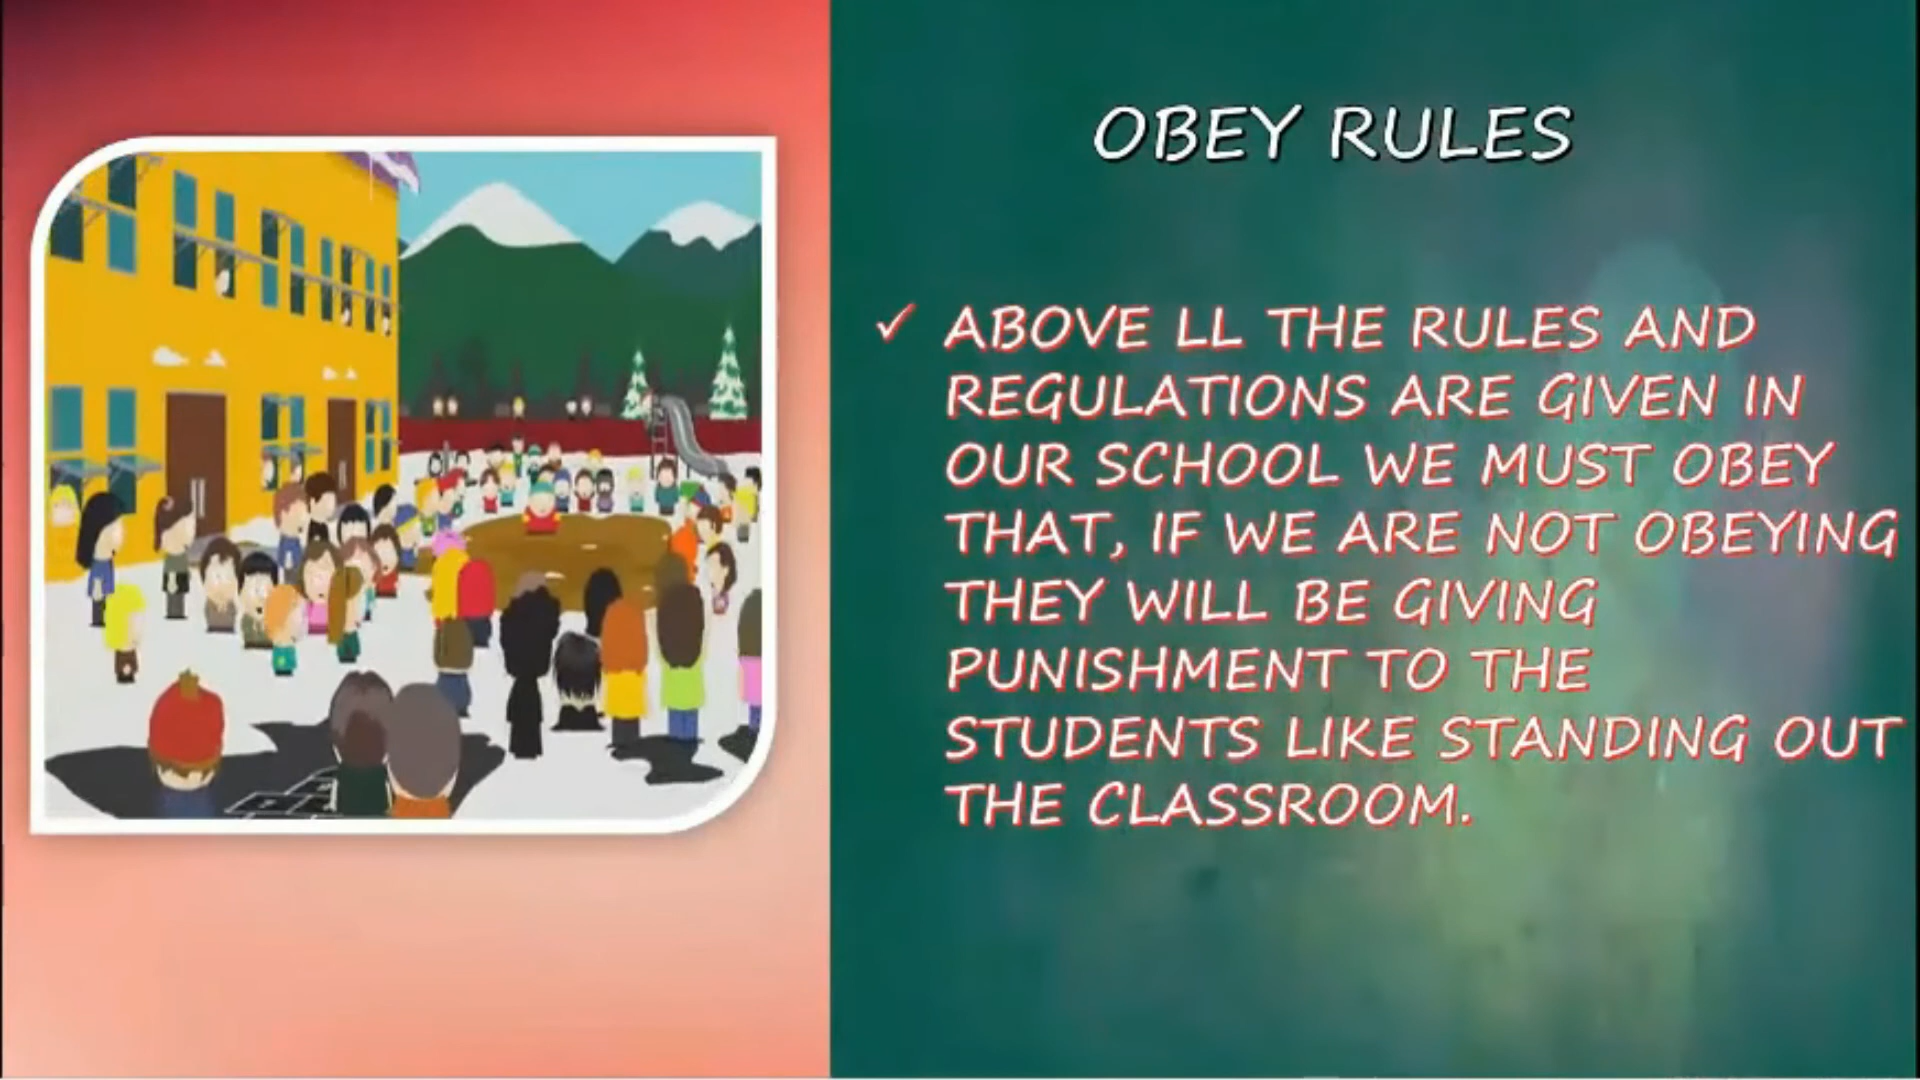 OBEY RULES
✓ ABOVE LL THE RULES AND
REGULATIONS ARE GIVEN IN
OUR SCHOOL WE MUST OBEY
THAT, IF WE ARE NOT OBEYING
THEY WILL BE GIVING
PUNISHMENT TO THE
STUDENTS LIKE STANDING OUT
THE CLASSROOM.